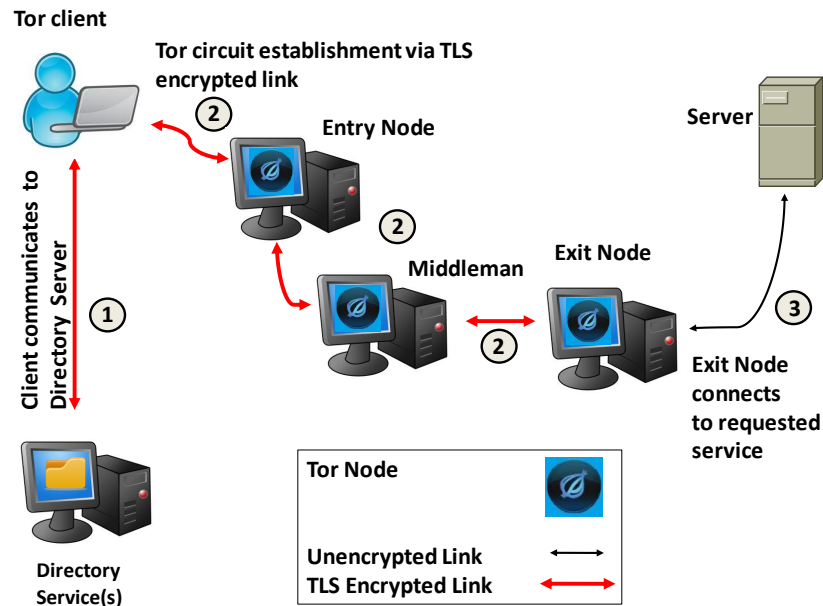 Tor client
Tor circuit establishment via TLS
encrypted link
2
Entry Node
Server
Client communicates to
Directory Server
1
2
Middleman
Exit Node
2
3
Exit Node
connects
to requested
service
Directory
Service(s)
Tor Node
Unencrypted Link
TLS Encrypted Link